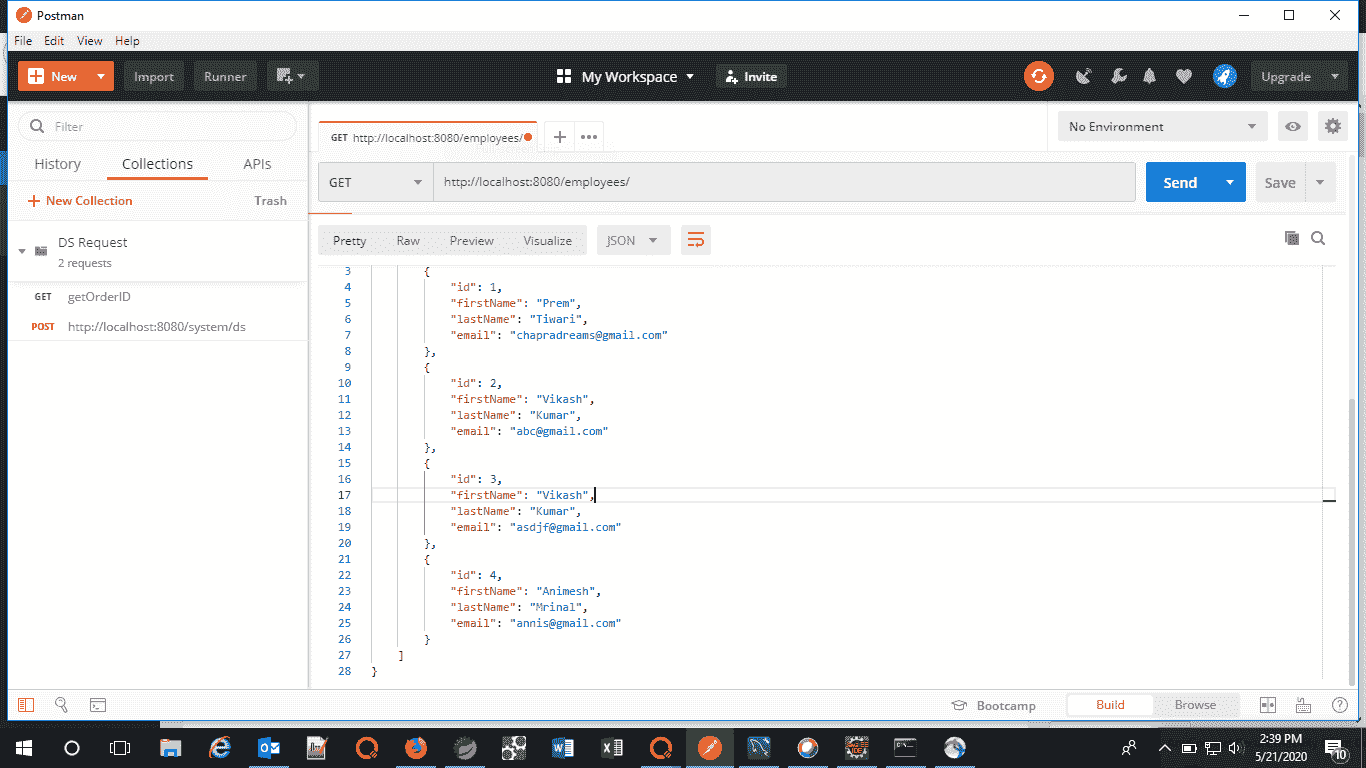 Postman
File Edit View Help
New Import Runner My Workspace Invite Upgrade
Filter
History Collections APIs
New Collection Trash
DS Request
2 requests
GET getOrderID
POST http://localhost:8080/system/ds
GET http://localhost:8080/employees/
No Environment
GET http://localhost:8080/employees/ Send Save
Pretty Raw Preview Visualize JSON
3 {
4 "id": 1,
5 "firstName": "Prem",
6 "lastName": "Tiwari",
7 "email": "chapradreams@gmail.com"
8 },
9 {
10 "id": 2,
11 "firstName": "Vikash",
12 "lastName": "Kumar",
13 "email": "abc@gmail.com"
14 },
15 {
16 "id": 3,
17 "firstName": "Vikash",
18 "lastName": "Kumar",
19 "email": "asdjf@gmail.com"
20 },
21 {
22 "id": 4,
23 "firstName": "Animesh",
24 "lastName": "Mrinal",
25 "email": "annis@gmail.com"
26 }
27 ]
28 }
Bootcamp Build Browse
2:39 PM
5/21/2020
10